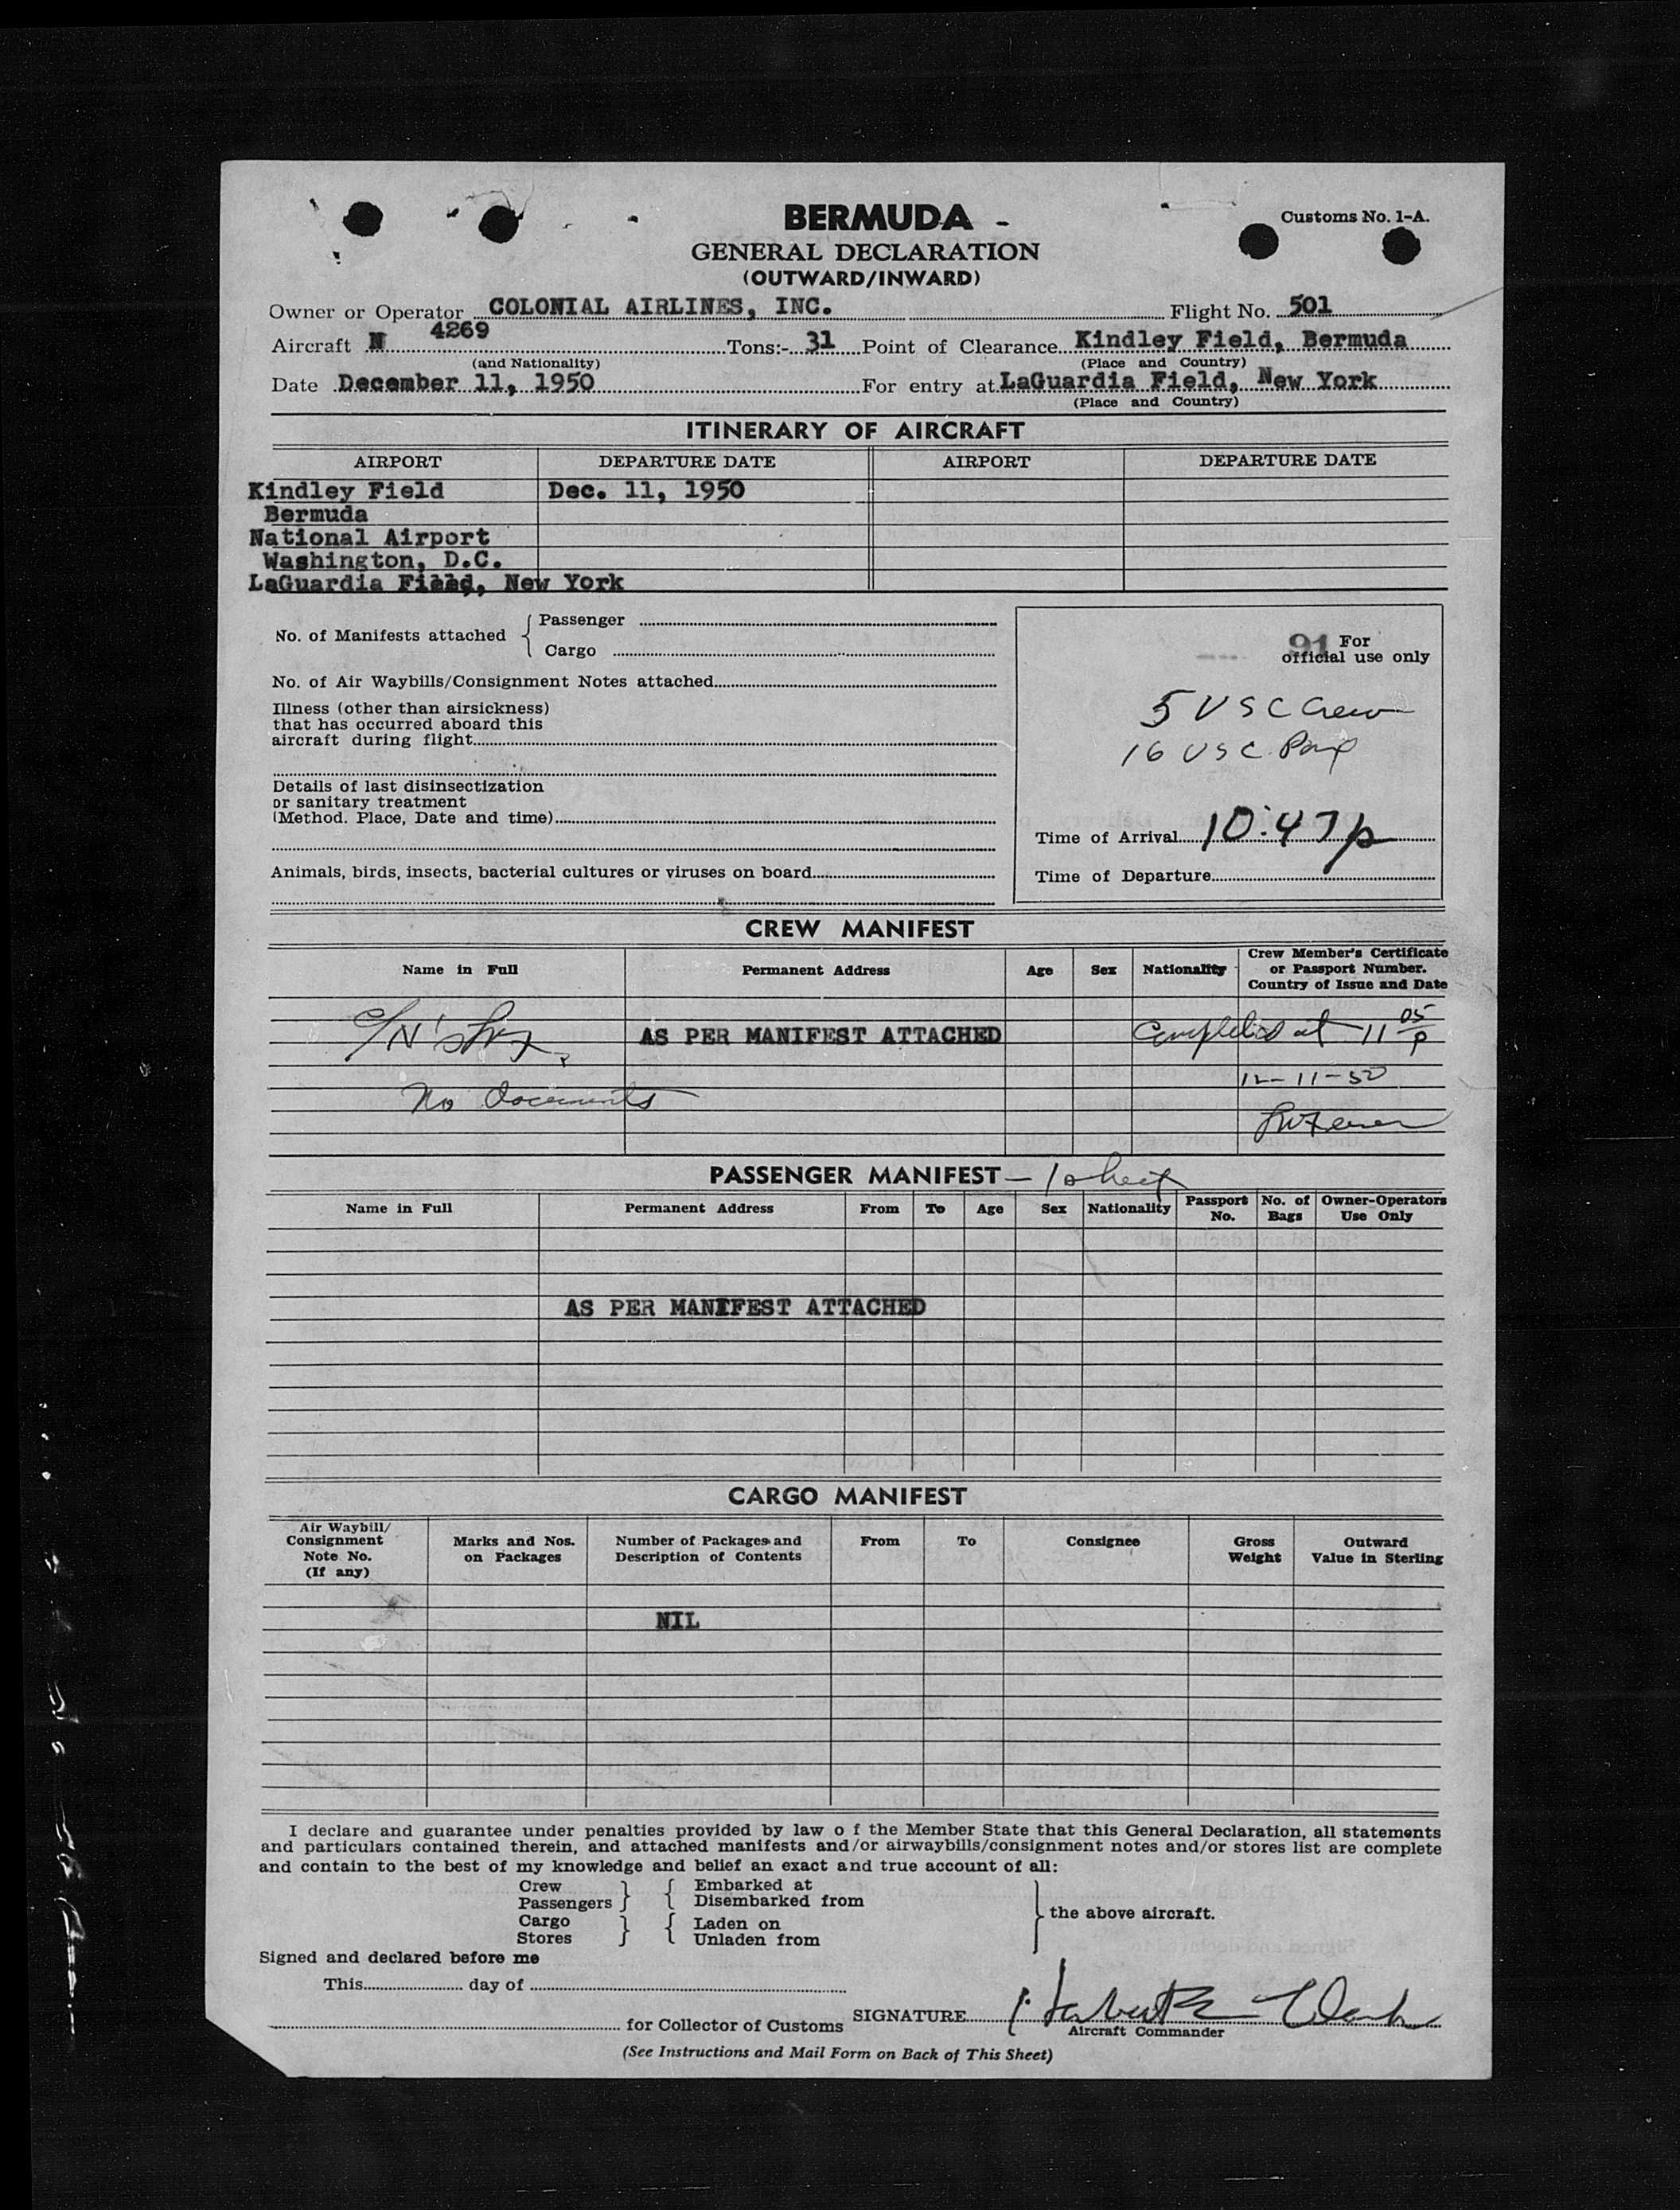 BERMUDA -
Customs No. 1-A.
GENERAL DECLARATION
(OUTWARD/INWARD)
Owner or Operator COLONIAL AIRLINES, INC. Flight No. 501
Aircraft N 4269 Tons:- 31 Point of Clearance Kindley Field, Bermuda
(and Nationality) (Place and Country)
Date December 11, 1950 For entry at LaGuardia Field, New York
(Place and Country)
ITINERARY OF AIRCRAFT
AIRPORT DEPARTURE DATE AIRPORT DEPARTURE DATE
Kindley Field Dec. 11, 1950
Bermuda
National Airport
Washington, D.C.
LaGuardia Field, New York
No. of Manifests attached { Passenger
Cargo
No. of Air Waybills/Consignment Notes attached
Illness (other than airsickness)
that has occurred aboard this
aircraft during flight
Details of last disinsectization
or sanitary treatment
(Method. Place, Date and time)
Animals, birds, insects, bacterial cultures or viruses on board
91 For
official use only
5 USC Crew
16 USC Pax
Time of Arrival 10:47p
Time of Departure
CREW MANIFEST
Name in Full Permanent Address Age Sex Nationality Crew Member's Certificate
or Passport Number.
Country of Issue and Date
AS PER MANIFEST ATTACHED Completed at 11 05 p
12-11-50
No documents
PASSENGER MANIFEST - 1 sheet
Name in Full Permanent Address From To Age Sex Nationality Passport No. No. of Bags Owner-Operators Use Only
AS PER MANIFEST ATTACHED
CARGO MANIFEST
Air Waybill/ Consignment Note No. (If any) Marks and Nos. on Packages Number of Packages and Description of Contents From To Consignee Gross Weight Outward Value in Sterling
NIL
I declare and guarantee under penalties provided by law o f the Member State that this General Declaration, all statements
and particulars contained therein, and attached manifests and/or airwaybills/consignment notes and/or stores list are complete
and contain to the best of my knowledge and belief an exact and true account of all:
Crew Embarked at
Passengers } { Disembarked from
Cargo Laden on } the above aircraft.
Stores } { Unladen from
Signed and declared before me
This day of
for Collector of Customs SIGNATURE Clark
Aircraft Commander
(See Instructions and Mail Form on Back of This Sheet)